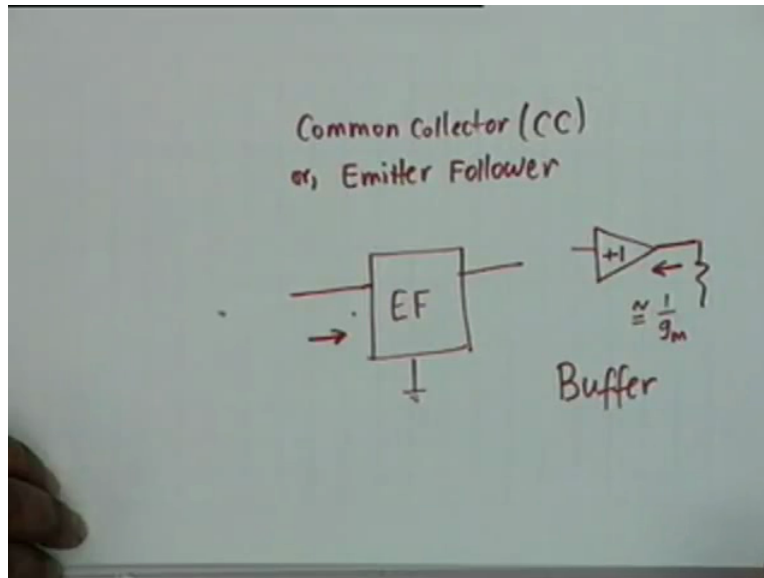 Common Collector (CC)
or, Emitter Follower
EF
+1
≅ 1/gm
Buffer